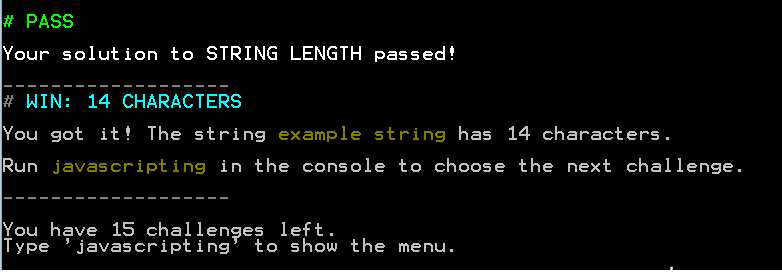 # PASS
Your solution to STRING LENGTH passed!
-------------------
# WIN: 14 CHARACTERS
You got it! The string example string has 14 characters.
Run javascripting in the console to choose the next challenge.
-------------------
You have 15 challenges left.
Type 'javascripting' to show the menu.